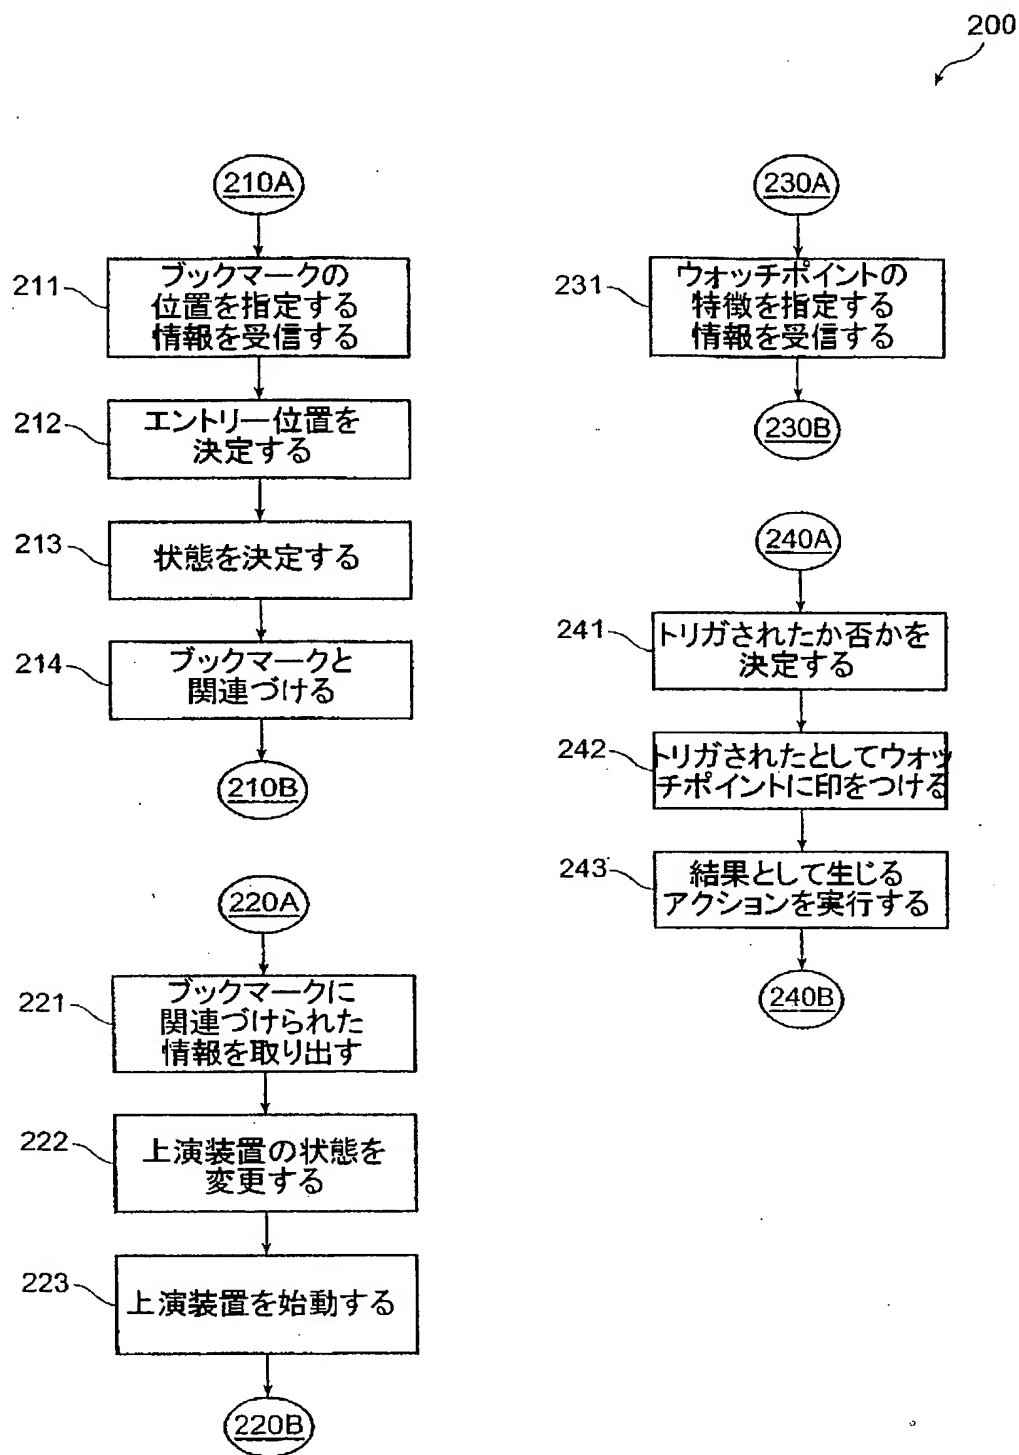 200
210A
211
ブックマークの
位置を指定する
情報を受信する
212
エントリー位置を
決定する
213
状態を決定する
214
ブックマークと
関連づける
210B
220A
221
ブックマークに
関連づけられた
情報を取り出す
222
上演装置の状態を
変更する
223
上演装置を始動する
220B
230A
231
ウォッチポイントの
特徴を指定する
情報を受信する
230B
240A
241
トリガされたか否かを
決定する
242
トリガされたとしてウォッ
チポイントに印をつける
243
結果として生じる
アクションを実行する
240B